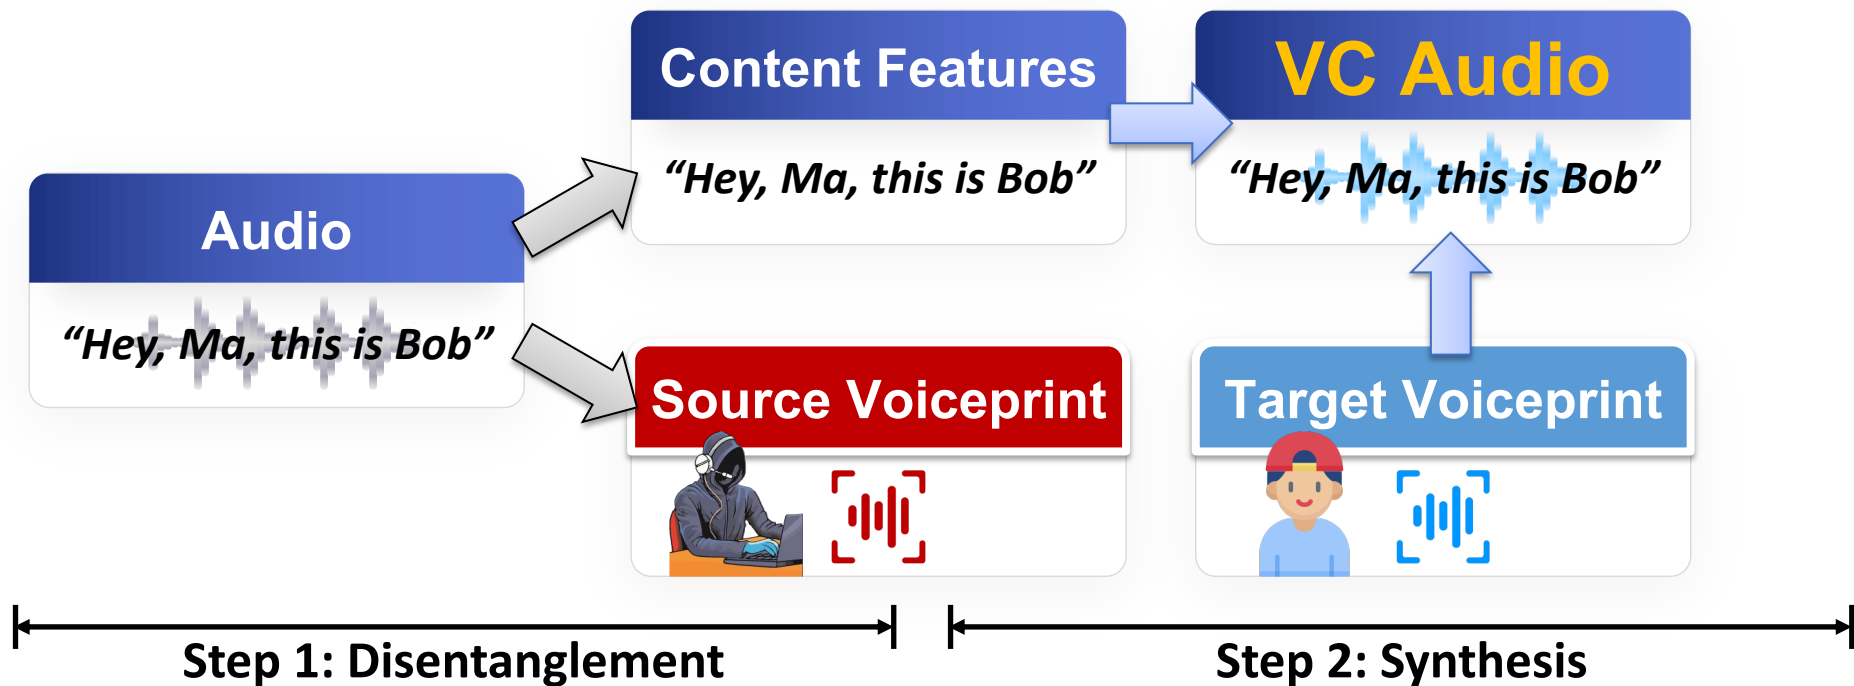 Audio
“Hey, Ma, this is Bob”
Content Features
“Hey, Ma, this is Bob”
Source Voiceprint
VC Audio
“Hey, Ma, this is Bob”
Target Voiceprint
Step 1: Disentanglement
Step 2: Synthesis